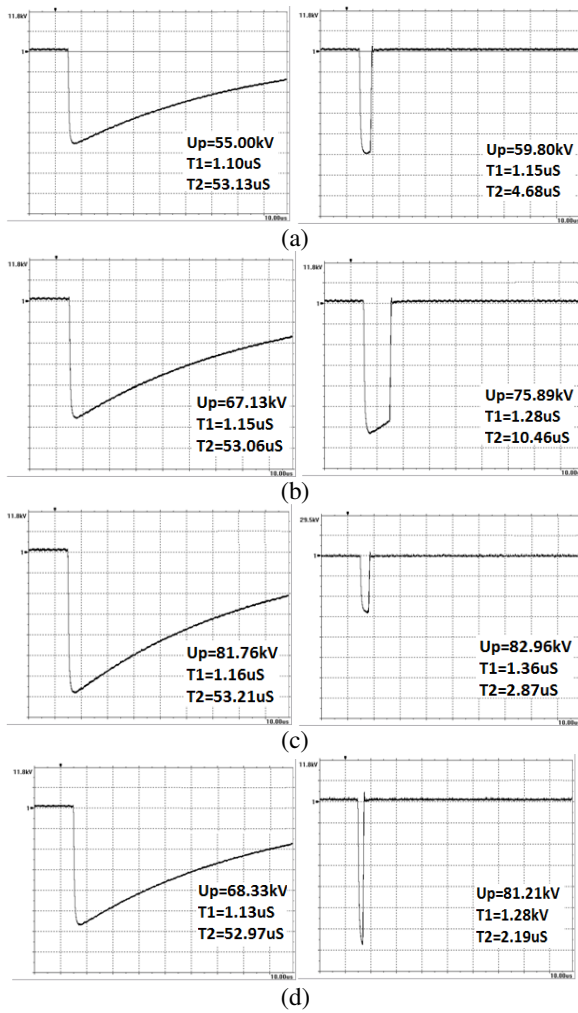 11.8kV
1
Up=55.00kV
T1=1.10uS
T2=53.13uS
10.00us
11.8kV
1
Up=59.80kV
T1=1.15uS
T2=4.68uS
10.00us
(a)
11.8kV
1
Up=67.13kV
T1=1.15uS
T2=53.06uS
10.00us
11.8kV
1
Up=75.89kV
T1=1.28uS
T2=10.46uS
10.00us
(b)
11.8kV
1
Up=81.76kV
T1=1.16uS
T2=53.21uS
10.00us
29.5kV
1
Up=82.96kV
T1=1.36uS
T2=2.87uS
10.00us
(c)
11.8kV
1
Up=68.33kV
T1=1.13uS
T2=52.97uS
10.00us
11.8kV
1
Up=81.21kV
T1=1.28kV
T2=2.19uS
10.00us
(d)